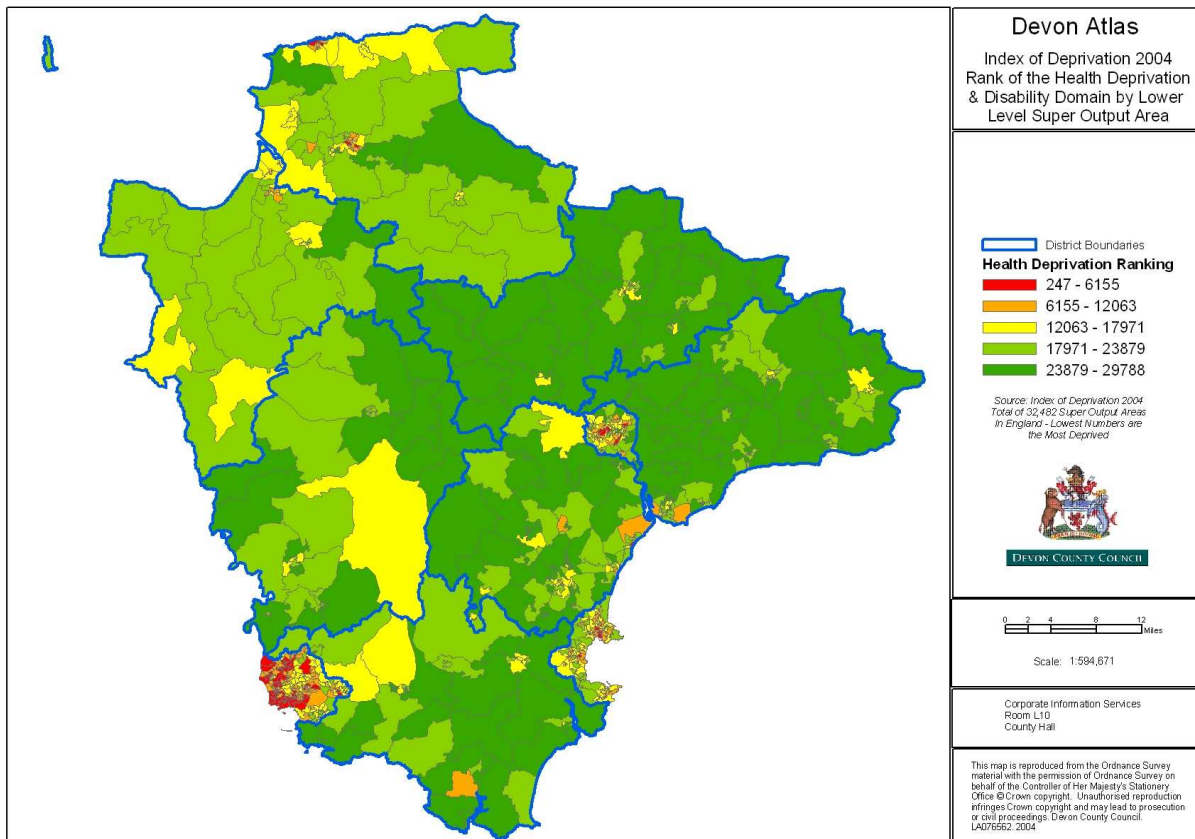 Devon Atlas
Index of Deprivation 2004
Rank of the Health Deprivation
& Disability Domain by Lower
Level Super Output Area
District Boundaries
Health Deprivation Ranking
247 - 6155
6155 - 12063
12063 - 17971
17971 - 23879
23879 - 29788
Source: Index of Deprivation 2004
Total of 32,482 Super Output Areas
in England - Lowest Numbers are
the Most Deprived
DEVON COUNTY COUNCIL
0 2 4 8 12
Miles
Scale: 1:594,671
Corporate Information Services
Room L10
County Hall
This map is reproduced from the Ordnance Survey
material with the permission of Ordnance Survey on
behalf of the Controller of Her Majesty's Stationery
Office © Crown copyright. Unauthorised reproduction
infringes Crown copyright and may lead to prosecution
or civil proceedings. Devon County Council.
LA076562. 2004